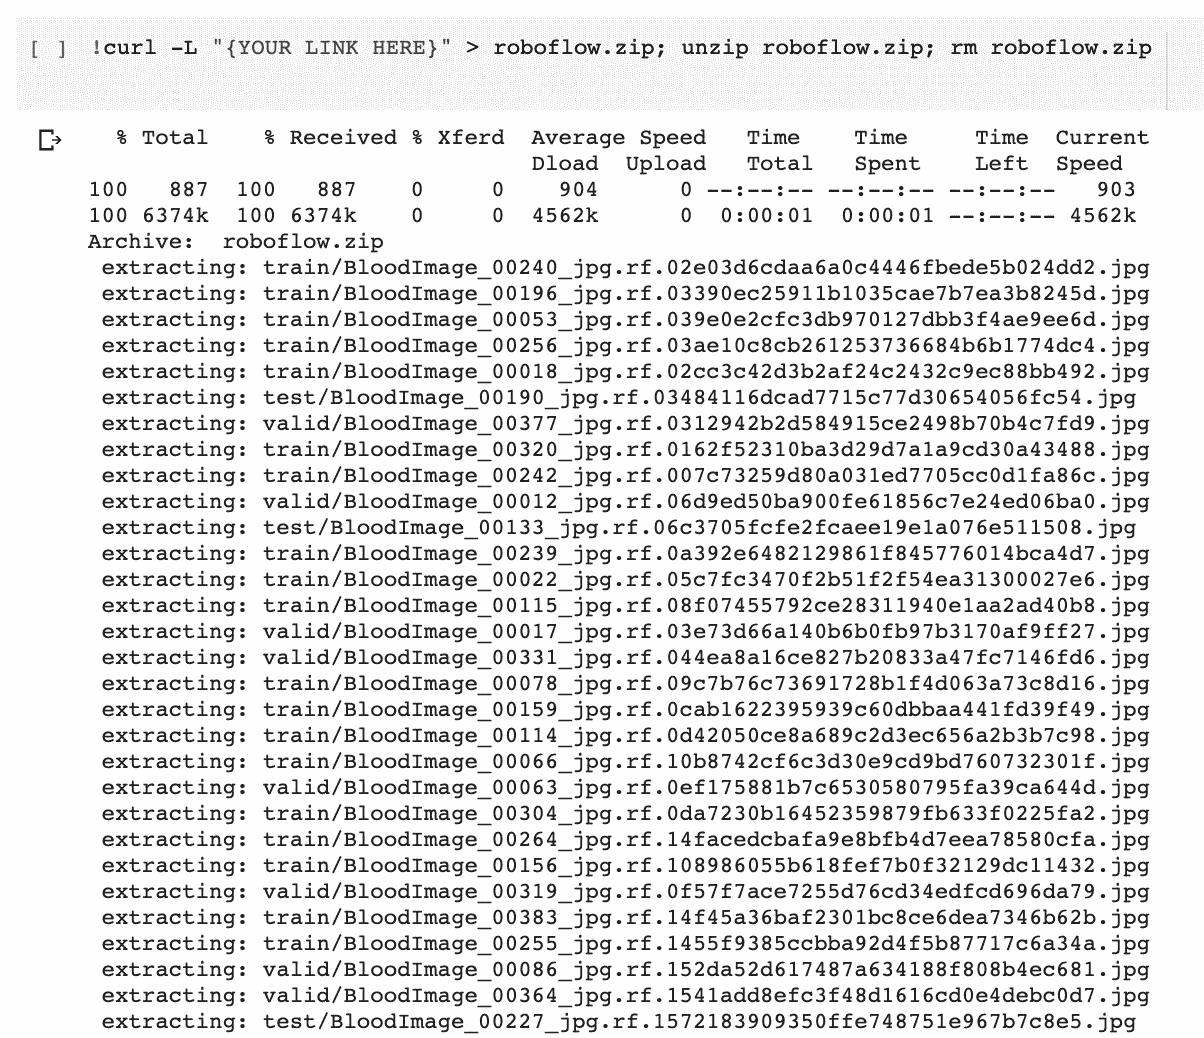 [ ] !curl -L "{YOUR LINK HERE}" > roboflow.zip; unzip roboflow.zip; rm roboflow.zip
% Total % Received % Xferd Average Speed Time Time Time Current
Dload Upload Total Spent Left Speed
100 887 100 887 0 0 904 0 --:--:-- --:--:-- --:--:-- 903
100 6374k 100 6374k 0 0 4562k 0 0:00:01 0:00:01 --:--:-- 4562k
Archive: roboflow.zip
extracting: train/BloodImage_00240_jpg.rf.02e03d6cdaa6a0c4446fbede5b024dd2.jpg
extracting: train/BloodImage_00196_jpg.rf.03390ec25911b1035cae7b7ea3b8245d.jpg
extracting: train/BloodImage_00053_jpg.rf.039e0e2cfc3db970127dbb3f4ae9ee6d.jpg
extracting: train/BloodImage_00256_jpg.rf.03ae10c8cb261253736684b6b1774dc4.jpg
extracting: train/BloodImage_00018_jpg.rf.02cc3c42d3b2af24c2432c9ec88bb492.jpg
extracting: test/BloodImage_00190_jpg.rf.03484116dcad7715c77d30654056fc54.jpg
extracting: valid/BloodImage_00377_jpg.rf.0312942b2d584915ce2498b70b4c7fd9.jpg
extracting: train/BloodImage_00320_jpg.rf.0162f52310ba3d29d7a1a9cd30a43488.jpg
extracting: train/BloodImage_00242_jpg.rf.007c73259d80a031ed7705cc0d1fa86c.jpg
extracting: valid/BloodImage_00012_jpg.rf.06d9ed50ba900fe61856c7e24ed06ba0.jpg
extracting: test/BloodImage_00133_jpg.rf.06c3705fcfe2fcaee19e1a076e511508.jpg
extracting: train/BloodImage_00239_jpg.rf.0a392e6482129861f845776014bca4d7.jpg
extracting: train/BloodImage_00022_jpg.rf.05c7fc3470f2b51f2f54ea31300027e6.jpg
extracting: train/BloodImage_00115_jpg.rf.08f07455792ce28311940e1aa2ad40b8.jpg
extracting: valid/BloodImage_00017_jpg.rf.03e73d66a140b6b0fb97b3170af9ff27.jpg
extracting: valid/BloodImage_00331_jpg.rf.044ea8a16ce827b20833a47fc7146fd6.jpg
extracting: train/BloodImage_00078_jpg.rf.09c7b76c73691728b1f4d063a73c8d16.jpg
extracting: train/BloodImage_00159_jpg.rf.0cab1622395939c60dbbaa441fd39f49.jpg
extracting: train/BloodImage_00114_jpg.rf.0d42050ce8a689c2d3ec656a2b3b7c98.jpg
extracting: train/BloodImage_00066_jpg.rf.10b8742cf6c3d30e9cd9bd760732301f.jpg
extracting: valid/BloodImage_00063_jpg.rf.0ef175881b7c6530580795fa39ca644d.jpg
extracting: train/BloodImage_00304_jpg.rf.0da7230b16452359879fb633f0225fa2.jpg
extracting: train/BloodImage_00264_jpg.rf.14facedcbafa9e8bfb4d7eea78580cfa.jpg
extracting: train/BloodImage_00156_jpg.rf.108986055b618fef7b0f32129dc11432.jpg
extracting: valid/BloodImage_00319_jpg.rf.0f57f7ace7255d76cd34edfcd696da79.jpg
extracting: train/BloodImage_00383_jpg.rf.14f45a36baf2301bc8ce6dea7346b62b.jpg
extracting: train/BloodImage_00255_jpg.rf.1455f9385ccbba92d4f5b87717c6a34a.jpg
extracting: valid/BloodImage_00086_jpg.rf.152da52d617487a634188f808b4ec681.jpg
extracting: valid/BloodImage_00364_jpg.rf.1541add8efc3f48d1616cd0e4debc0d7.jpg
extracting: test/BloodImage_00227_jpg.rf.1572183909350ffe748751e967b7c8e5.jpg